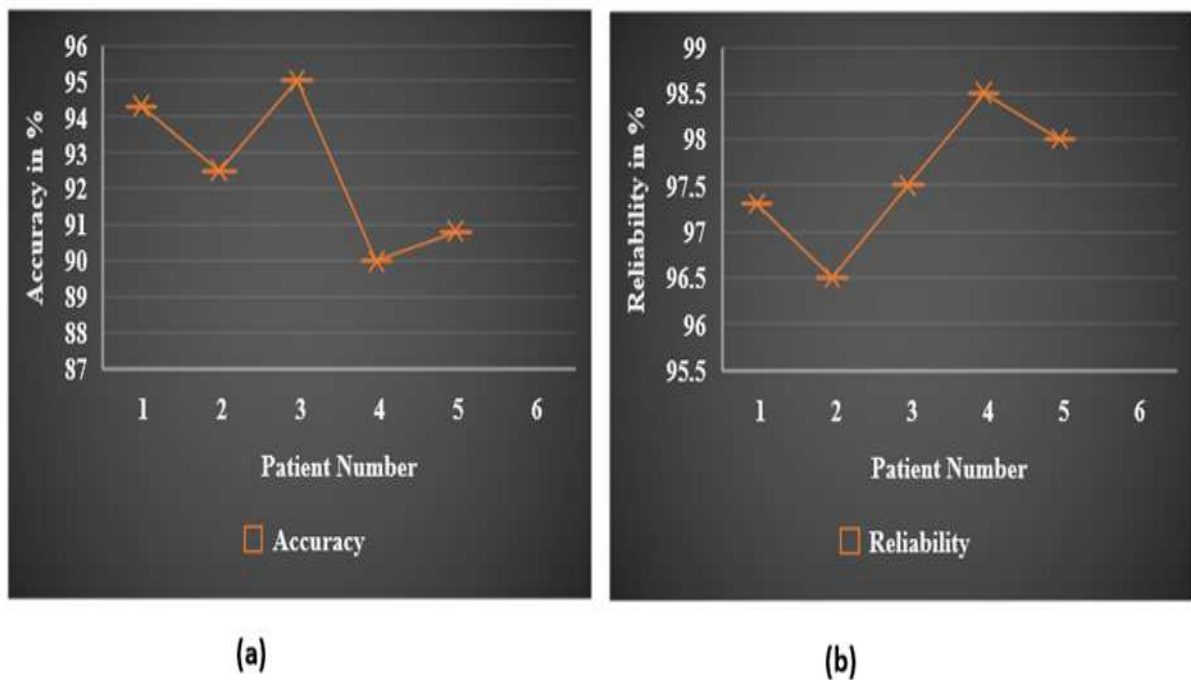 Accuracy in %
96
95
94
93
92
91
90
89
88
87
1 2 3 4 5 6
Patient Number
Accuracy
(a)
Reliability in %
99
98.5
98
97.5
97
96.5
96
95.5
1 2 3 4 5 6
Patient Number
Reliability
(b)